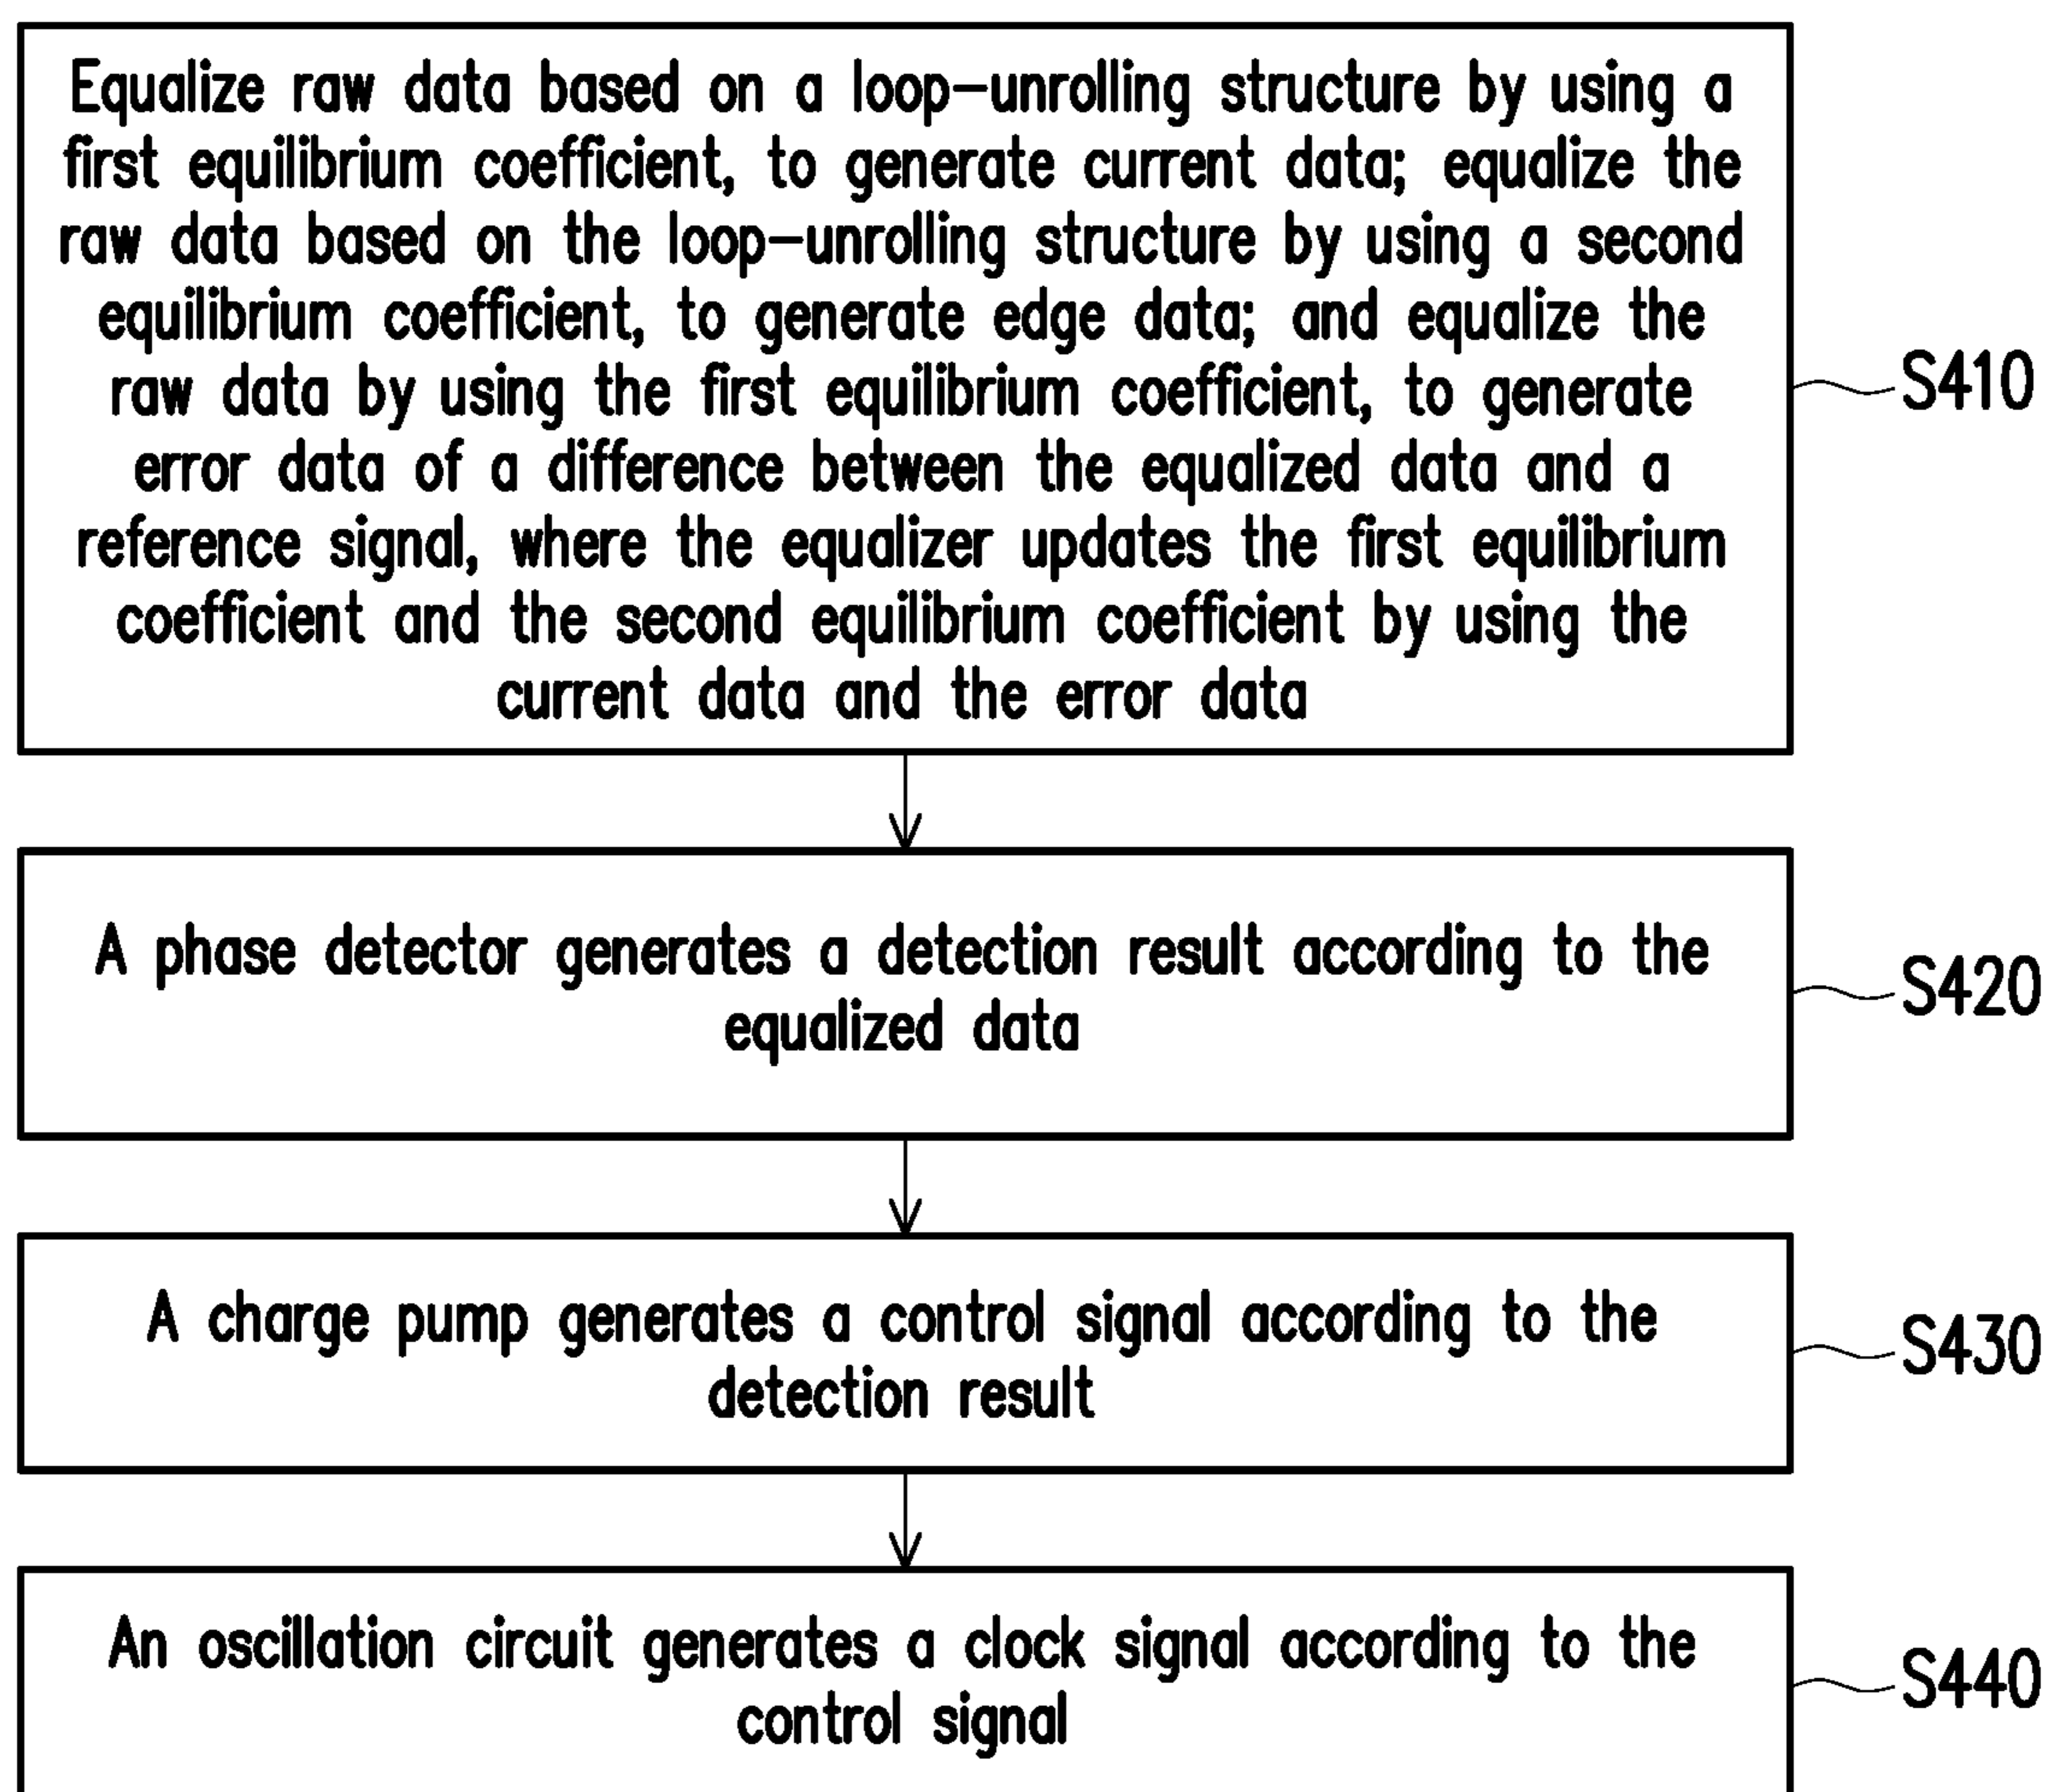 Equalize raw data based on a loop-unrolling structure by using a
first equilibrium coefficient, to generate current data; equalize the
raw data based on the loop-unrolling structure by using a second
equilibrium coefficient, to generate edge data; and equalize the
raw data by using the first equilibrium coefficient, to generate
error data of a difference between the equalized data and a
reference signal, where the equalizer updates the first equilibrium
coefficient and the second equilibrium coefficient by using the
current data and the error data
S410
A phase detector generates a detection result according to the
equalized data
S420
A charge pump generates a control signal according to the
detection result
S430
An oscillation circuit generates a clock signal according to the
control signal
S440